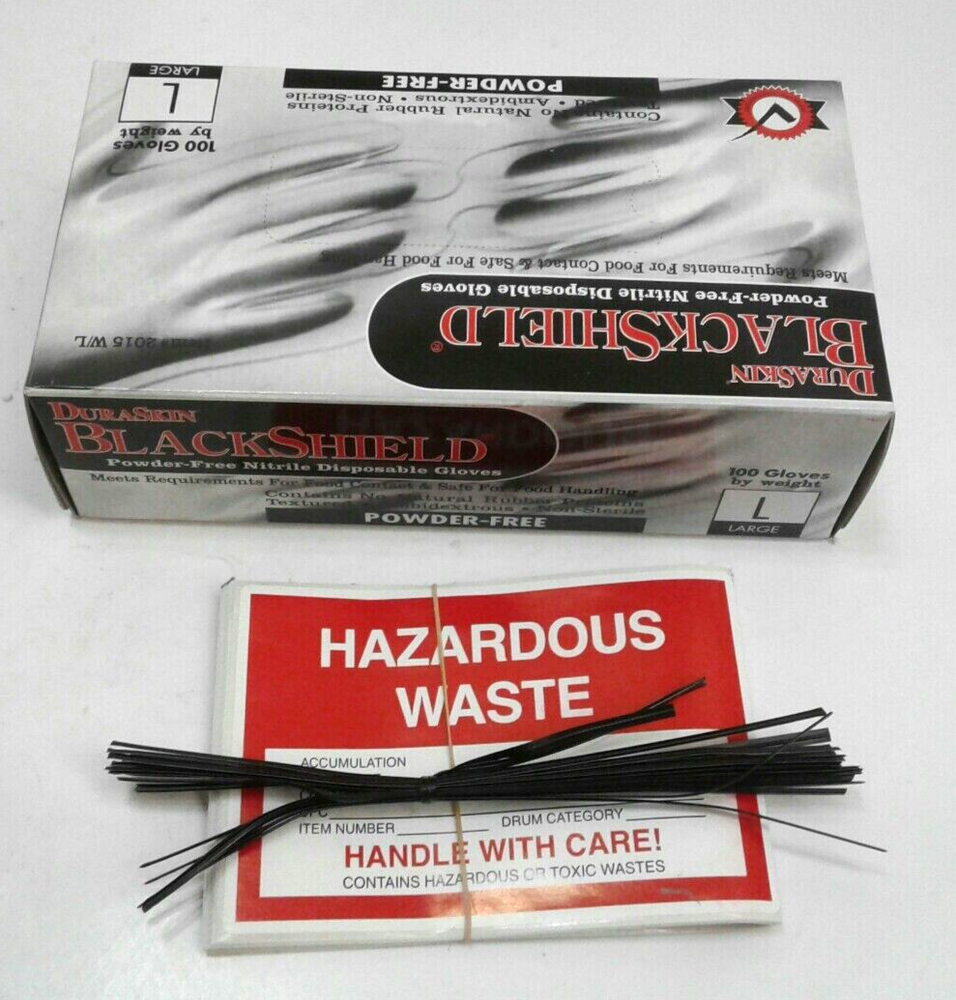 LARGE
L
100 Gloves
by weight
POWDER-FREE
Contains No Natural Rubber Proteins
Ambidextrous • Non-Sterile
Meets Requirements For Food Contact & Safe For Food
DURASKIN
BLACKSHIELD®
Powder-Free Nitrile Disposable Gloves
2015 W/L
DURASKIN
BLACKSHIELD
Powder-Free Nitrile Disposable Gloves
Meets Requirements For Food Contact & Safe For Food Handling
Contains No Natural Rubber Proteins
Non-Sterile
POWDER-FREE
100 Gloves
by weight
L
LARGE
HAZARDOUS
WASTE
ACCUMULATION
ITEM NUMBER DRUM CATEGORY
HANDLE WITH CARE!
CONTAINS HAZARDOUS OR TOXIC WASTES